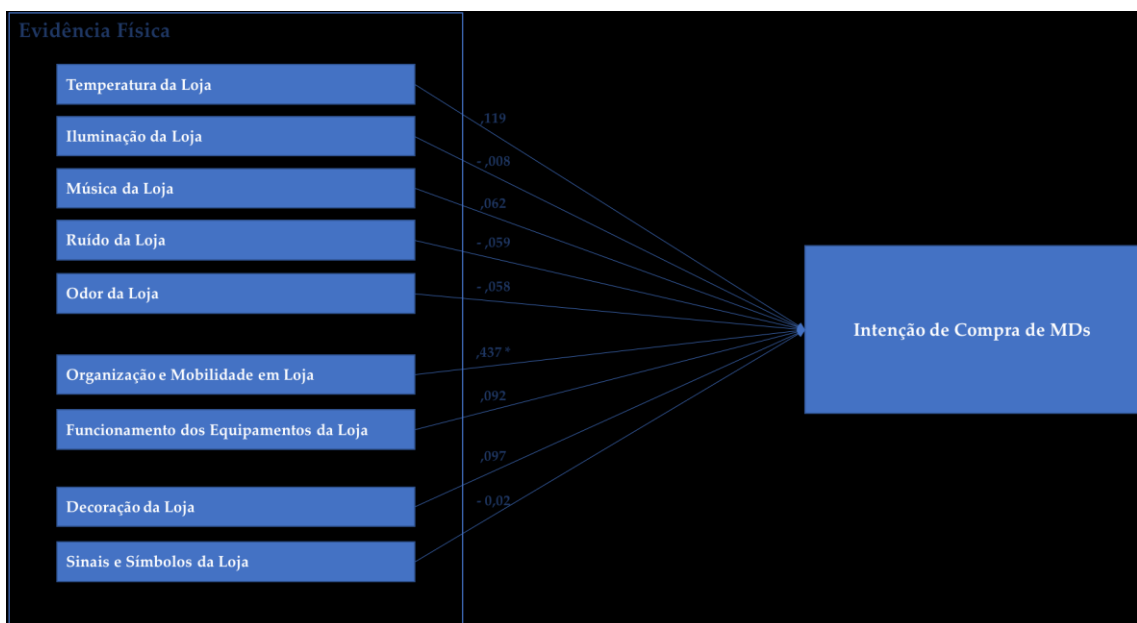 Evidência Física
Temperatura da Loja
,119
Iluminação da Loja
- ,008
Música da Loja
,062
Ruído da Loja
- ,059
Odor da Loja
- ,058
Intenção de Compra de MDs
Organização e Mobilidade em Loja
,437 *
Funcionamento dos Equipamentos da Loja
,092
Decoração da Loja
,097
Sinais e Símbolos da Loja
- 0,02